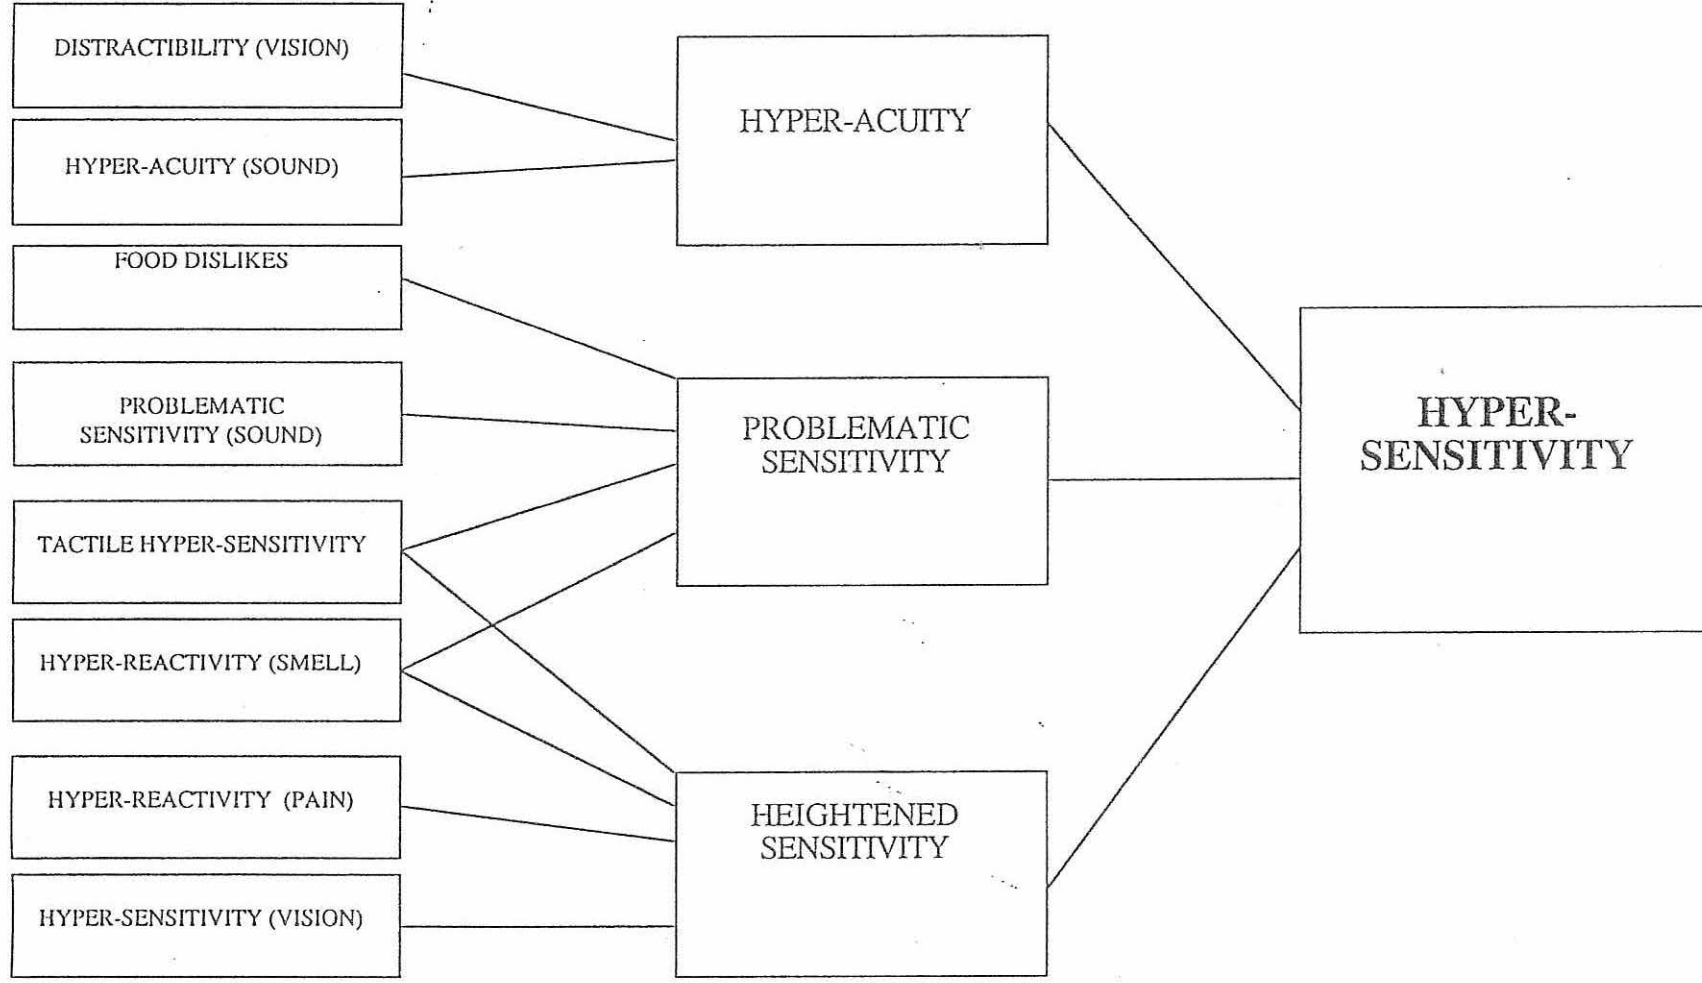 DISTRACTIBILITY (VISION)
HYPER-ACUITY (SOUND)
FOOD DISLIKES
PROBLEMATIC
SENSITIVITY (SOUND)
TACTILE HYPER-SENSITIVITY
HYPER-REACTIVITY (SMELL)
HYPER-REACTIVITY (PAIN)
HYPER-SENSITIVITY (VISION)
HYPER-ACUITY
PROBLEMATIC
SENSITIVITY
HEIGHTENED
SENSITIVITY
HYPER-
SENSITIVITY